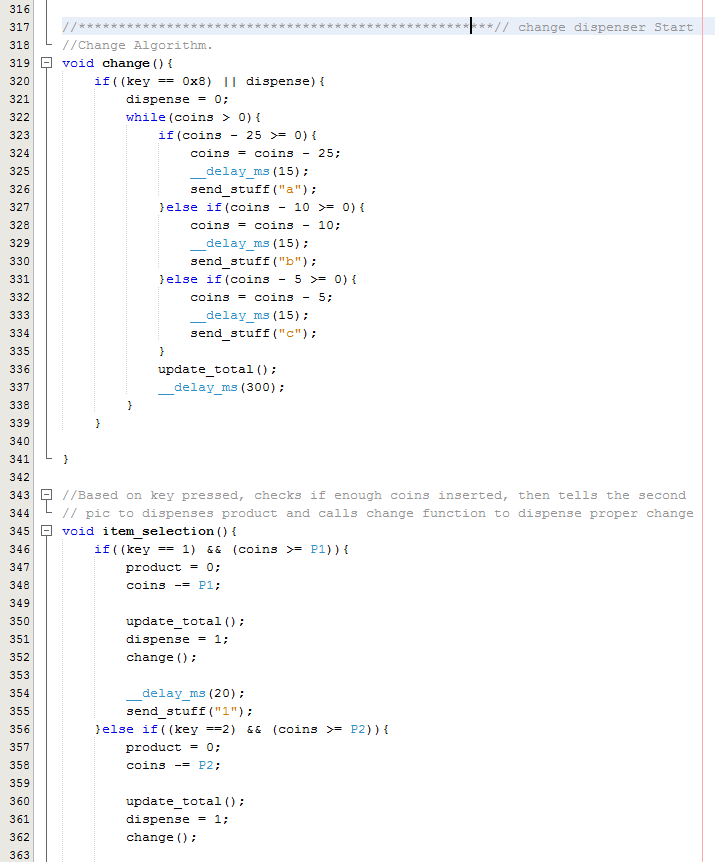 316
317 //*************************************************​***// change dispenser Start
318 //Change Algorithm.
319 void change(){
320 if((key == 0x8) || dispense){
321 dispense = 0;
322 while(coins > 0){
323 if(coins - 25 >= 0){
324 coins = coins - 25;
325 __delay_ms(15);
326 send_stuff("a");
327 }else if(coins - 10 >= 0){
328 coins = coins - 10;
329 __delay_ms(15);
330 send_stuff("b");
331 }else if(coins - 5 >= 0){
332 coins = coins - 5;
333 __delay_ms(15);
334 send_stuff("c");
335 }
336 update_total();
337 __delay_ms(300);
338 }
339 }
340
341 }
342
343 //Based on key pressed, checks if enough coins inserted, then tells the second
344 // pic to dispenses product and calls change function to dispense proper change
345 void item_selection(){
346 if((key == 1) && (coins >= P1)){
347 product = 0;
348 coins -= P1;
349
350 update_total();
351 dispense = 1;
352 change();
353
354 __delay_ms(20);
355 send_stuff("1");
356 }else if((key ==2) && (coins >= P2)){
357 product = 0;
358 coins -= P2;
359
360 update_total();
361 dispense = 1;
362 change();
363